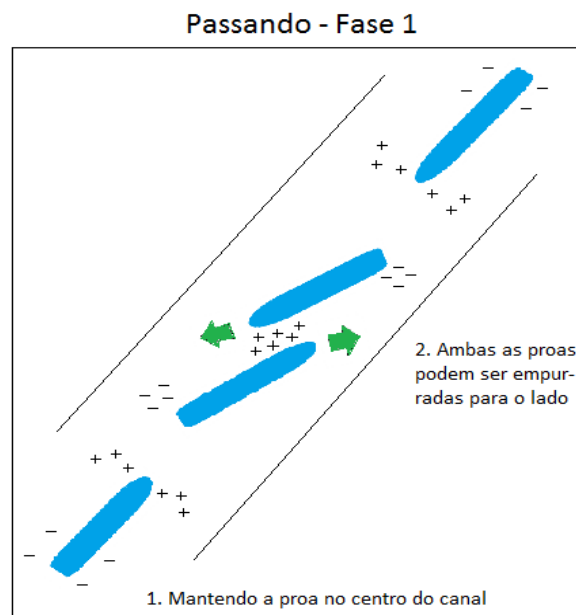 Passando - Fase 1
2. Ambas as proas
podem ser empur-
radas para o lado
1. Mantendo a proa no centro do canal